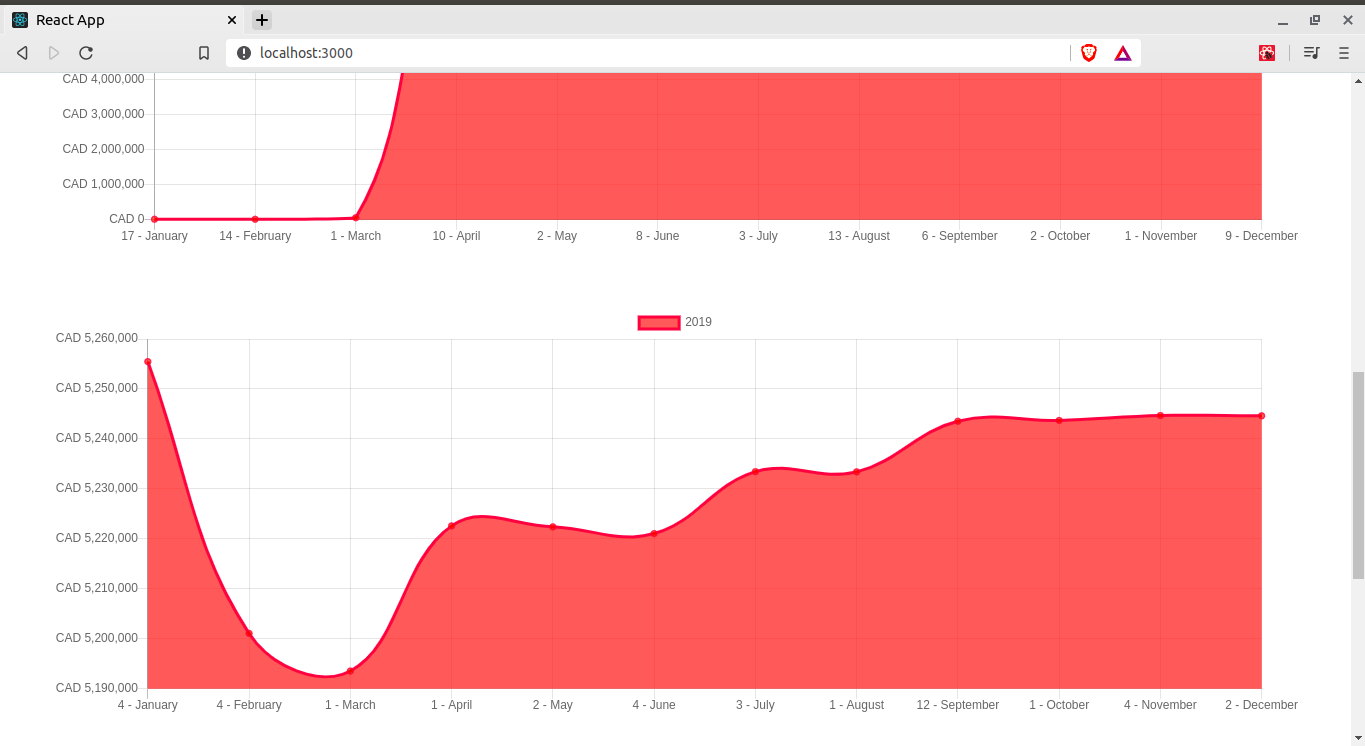 React App
localhost:3000
CAD 4,000,000
CAD 3,000,000
CAD 2,000,000
CAD 1,000,000
CAD 0
17 - January 14 - February 1 - March 10 - April 2 - May 8 - June 3 - July 13 - August 6 - September 2 - October 1 - November 9 - December
2019
CAD 5,260,000
CAD 5,250,000
CAD 5,240,000
CAD 5,230,000
CAD 5,220,000
CAD 5,210,000
CAD 5,200,000
CAD 5,190,000
4 - January 4 - February 1 - March 1 - April 2 - May 4 - June 3 - July 1 - August 12 - September 1 - October 4 - November 2 - December